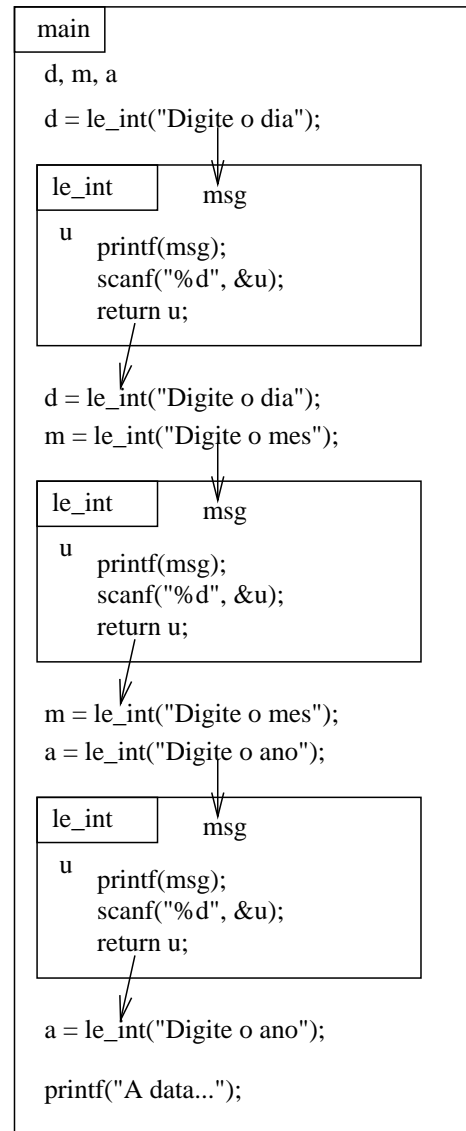 main
d, m, a
d = le_int("Digite o dia");
le_int msg
u
printf(msg);
scanf("%d", &u);
return u;
d = le_int("Digite o dia");
m = le_int("Digite o mes");
le_int msg
u
printf(msg);
scanf("%d", &u);
return u;
m = le_int("Digite o mes");
a = le_int("Digite o ano");
le_int msg
u
printf(msg);
scanf("%d", &u);
return u;
a = le_int("Digite o ano");
printf("A data...");